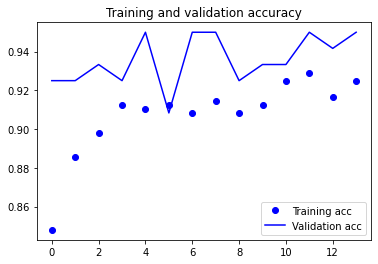 Training and validation accuracy
0.94
0.92
0.90
0.88
0.86
Training acc
Validation acc
0 2 4 6 8 10 12